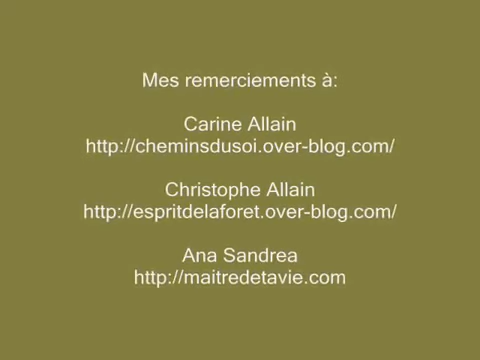 Mes remerciements à:
Carine Allain
http://cheminsdusoi.over-blog.com/
Christophe Allain
http://espritdelaforet.over-blog.com/
Ana Sandrea
http://maitredetavie.com